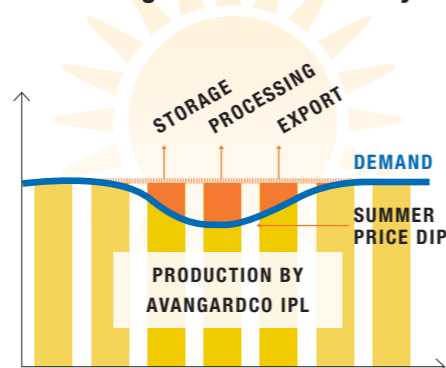 STORAGE
PROCESSING
EXPORT
DEMAND
SUMMER
PRICE DIP
PRODUCTION BY
AVANGARDCO IPL